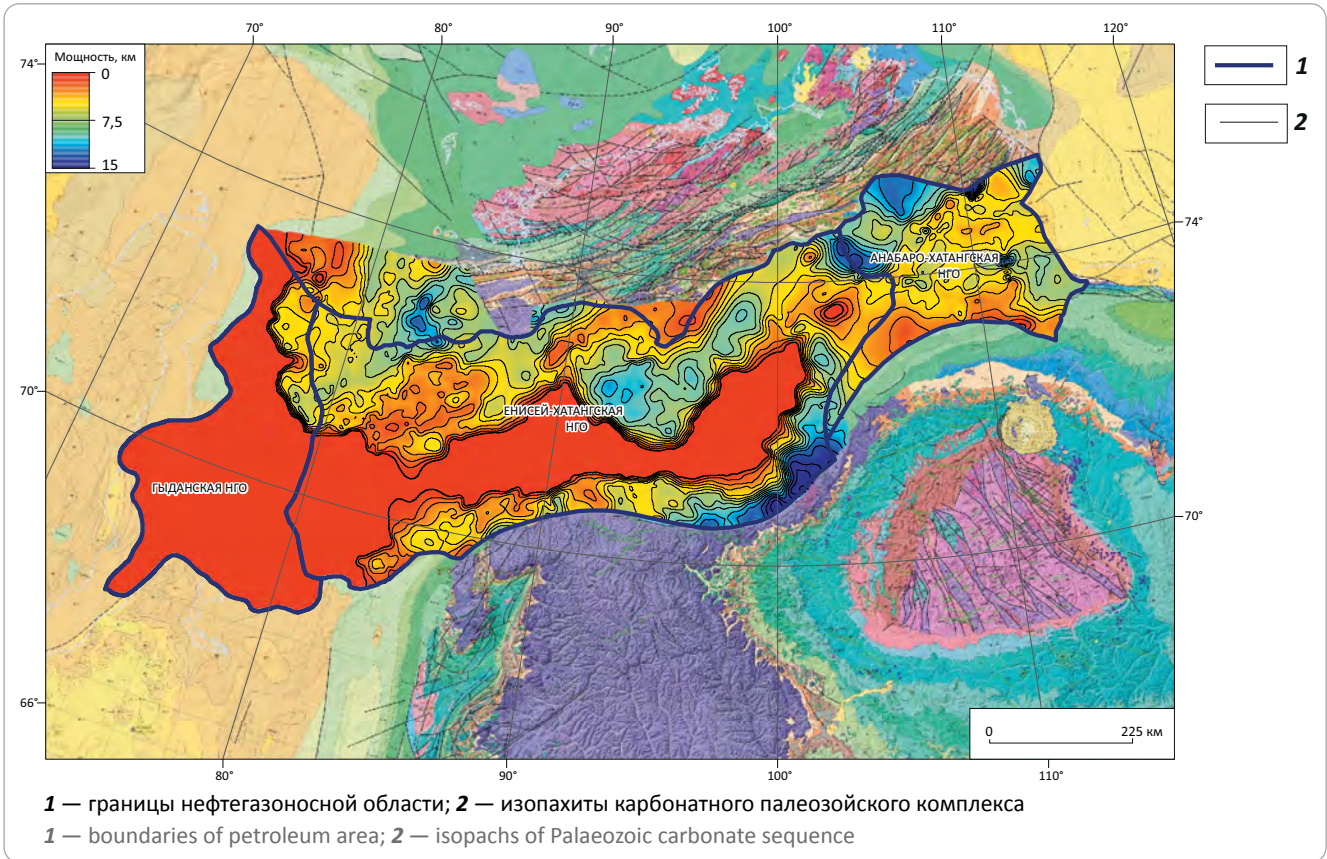 70°
80°
90°
100°
110°
120°
74°
Мощность, км
0
7,5
15
1
2
74°
АНАБАРО-ХАТАНГСКАЯ
НГО
70°
ЕНИСЕЙ-ХАТАНГСКАЯ
НГО
ГЫДАНСКАЯ НГО
70°
66°
0
225 км
80°
90°
100°
110°
1 — границы нефтегазоносной области; 2 — изопахиты карбонатного палеозойского комплекса
1 — boundaries of petroleum area; 2 — isopachs of Palaeozoic carbonate sequence